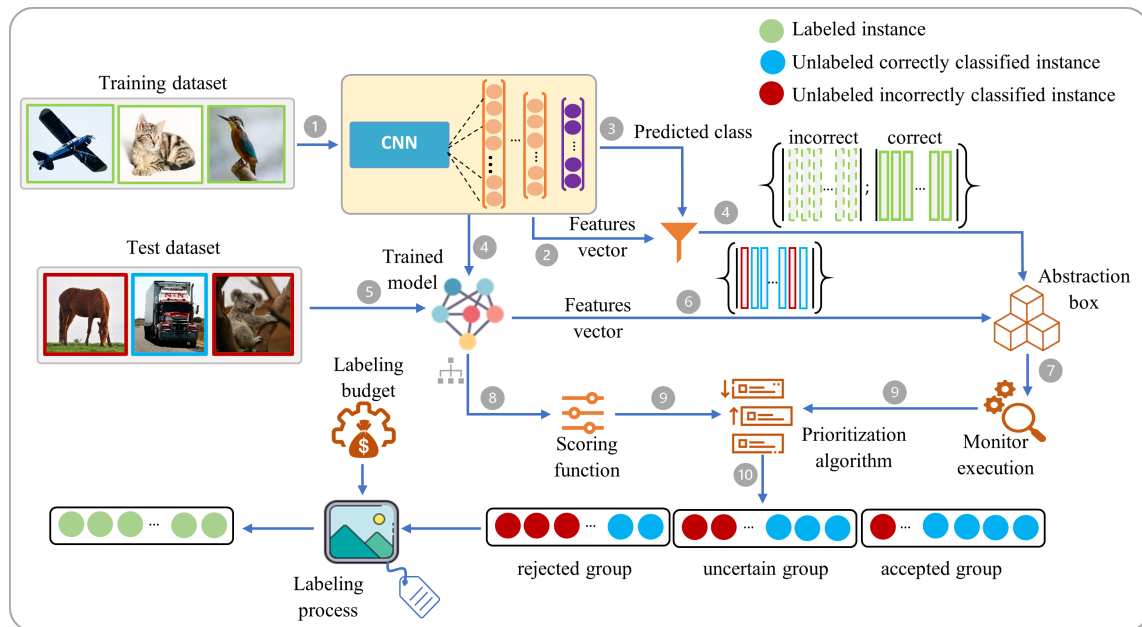 Labeled instance
Unlabeled correctly classified instance
Unlabeled incorrectly classified instance
Training dataset
1
CNN
...
3
Predicted class
incorrect
correct
...
;
...
4
Features
vector
2
4
Trained
model
Test dataset
5
...
6
Features
vector
Abstraction
box
7
Labeling
budget
$
8
9
9
Scoring
function
Prioritization
algorithm
Monitor
execution
10
...
...
...
...
rejected group
uncertain group
accepted group
Labeling
process